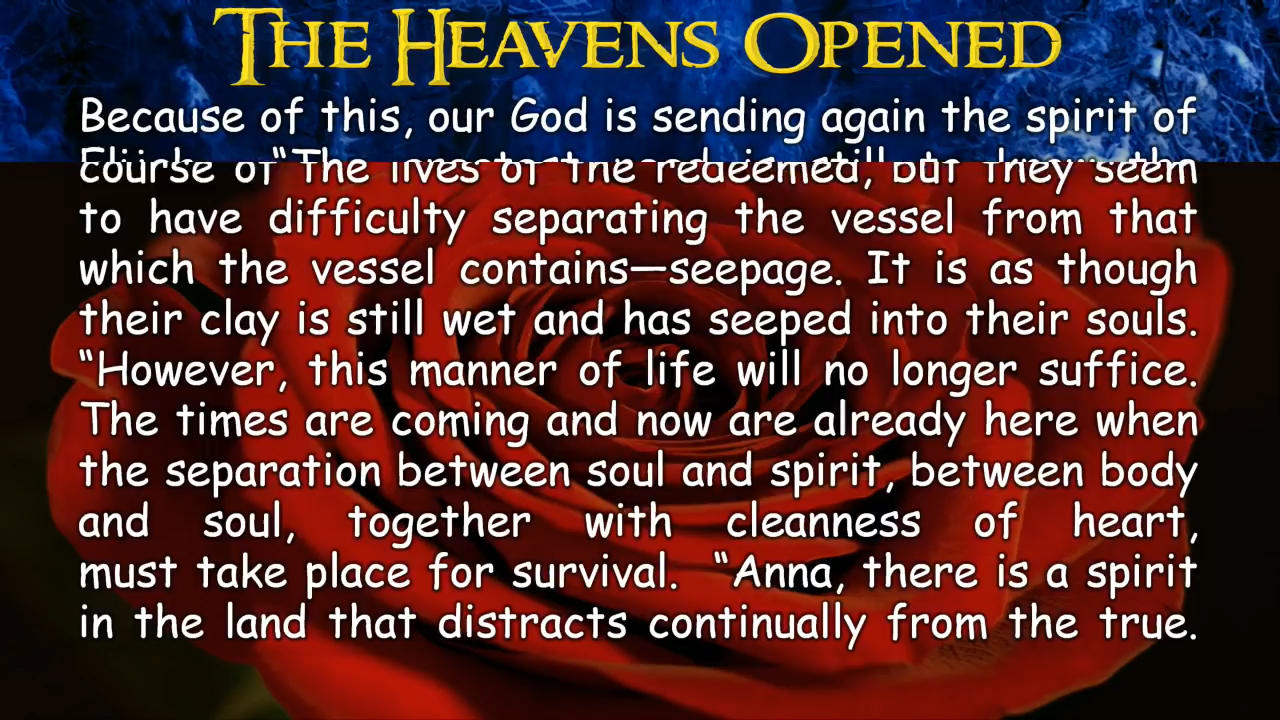 THE HEAVENS OPENED
Because of this, our God is sending again the spirit of
course of “The lives of the redeemed, but they seem
to have difficulty separating the vessel from that
which the vessel contains—seepage. It is as though
their clay is still wet and has seeped into their souls.
“However, this manner of life will no longer suffice.
The times are coming and now are already here when
the separation between soul and spirit, between body
and soul, together with cleanness of heart,
must take place for survival. “Anna, there is a spirit
in the land that distracts continually from the true.